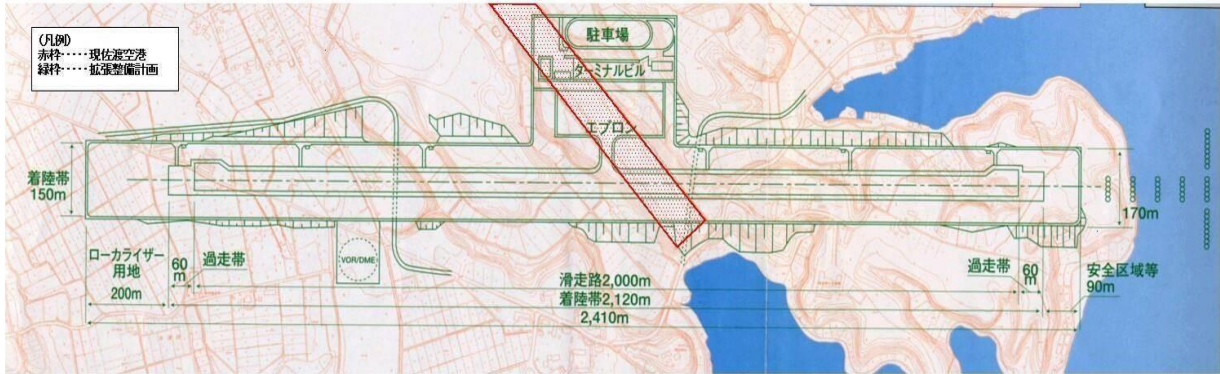 (凡例)
赤枠‥‥‥現佐渡空港
緑枠‥‥‥拡張整備計画
駐車場
ターミナルビル
エプロン
着陸帯
150m
170m
ローカライザー
用地
200m
60
m
過走帯
VOR/DME
滑走路2,000m
着陸帯2,120m
2,410m
過走帯
60
m
安全区域等
90m